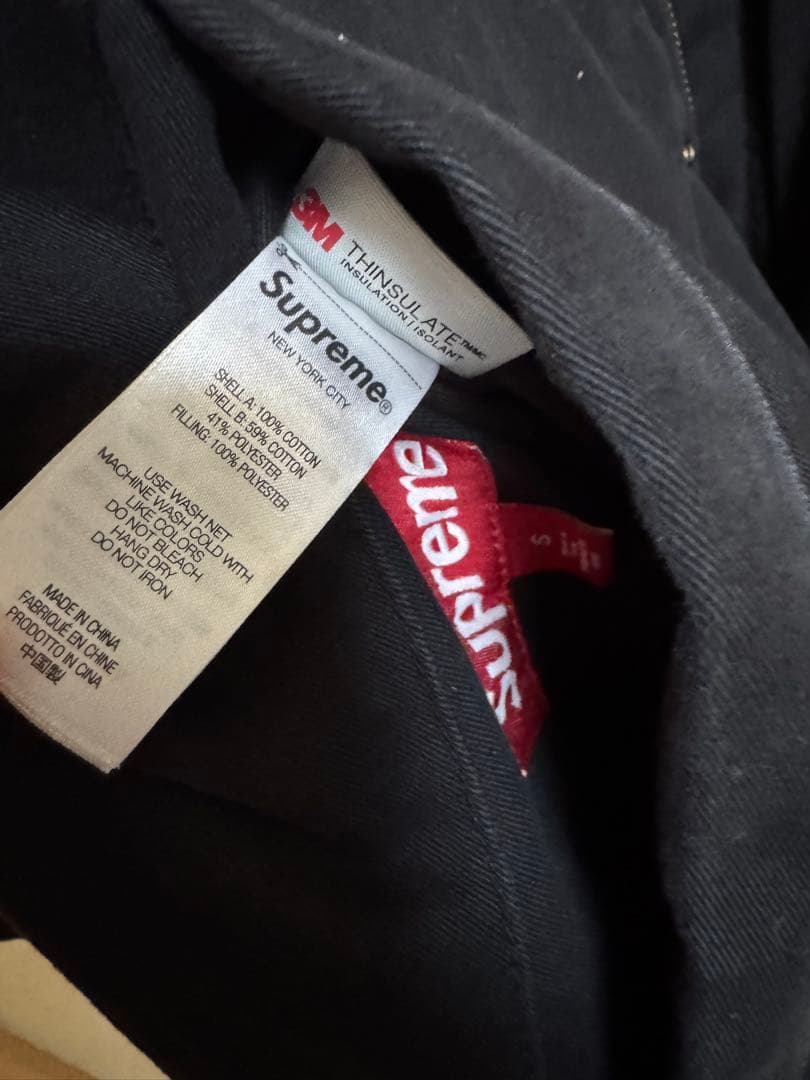 3M
THINSULATE™/MC
INSULATION / ISOLANT
Supreme®
NEW YORK CITY
SHELL A: 100% COTTON
SHELL B: 59% COTTON
41% POLYESTER
FILLING: 100% POLYESTER
USE WASH NET
MACHINE WASH COLD WITH
LIKE COLORS
DO NOT BLEACH
HANG DRY
DO NOT IRON
MADE IN CHINA
FABRIQUÉ EN CHINE
PRODOTTO IN CINA
中国製
Supreme
S